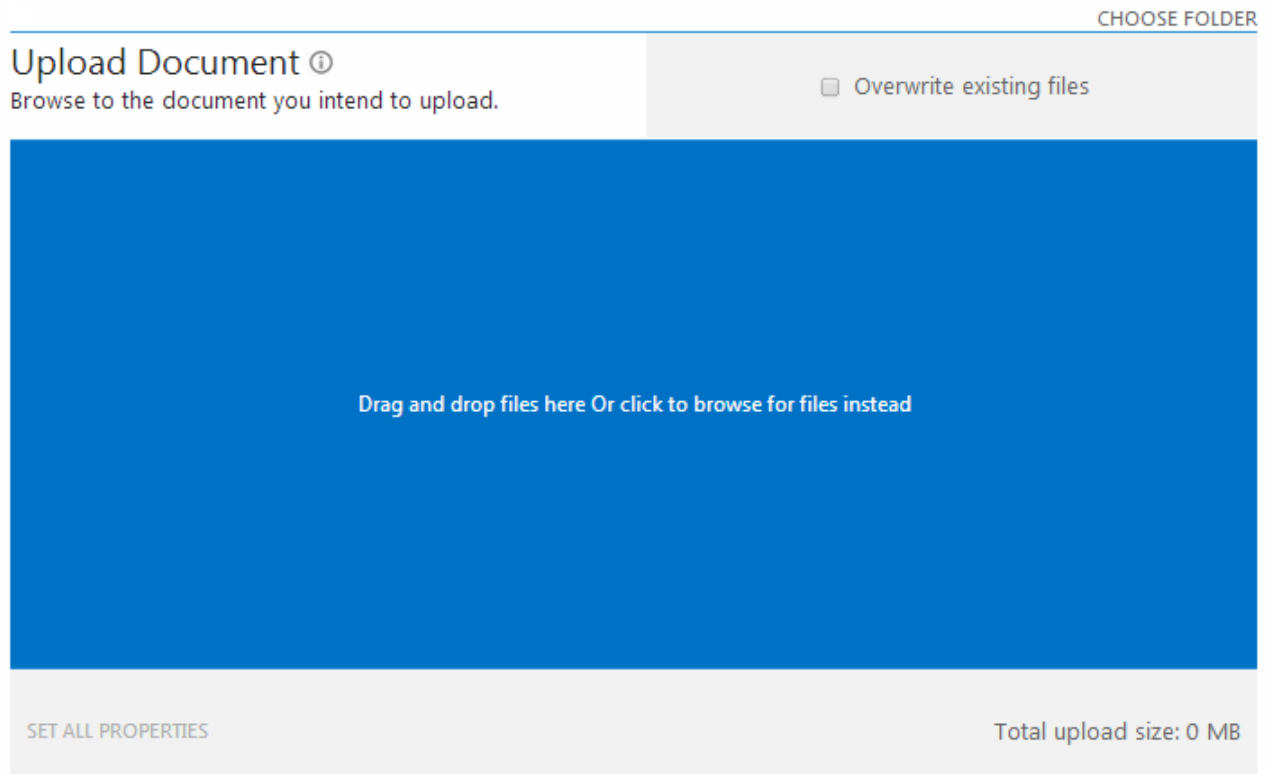 CHOOSE FOLDER
Upload Document
Overwrite existing files
Browse to the document you intend to upload.
Drag and drop files here Or click to browse for files instead
SET ALL PROPERTIES
Total upload size: 0 MB